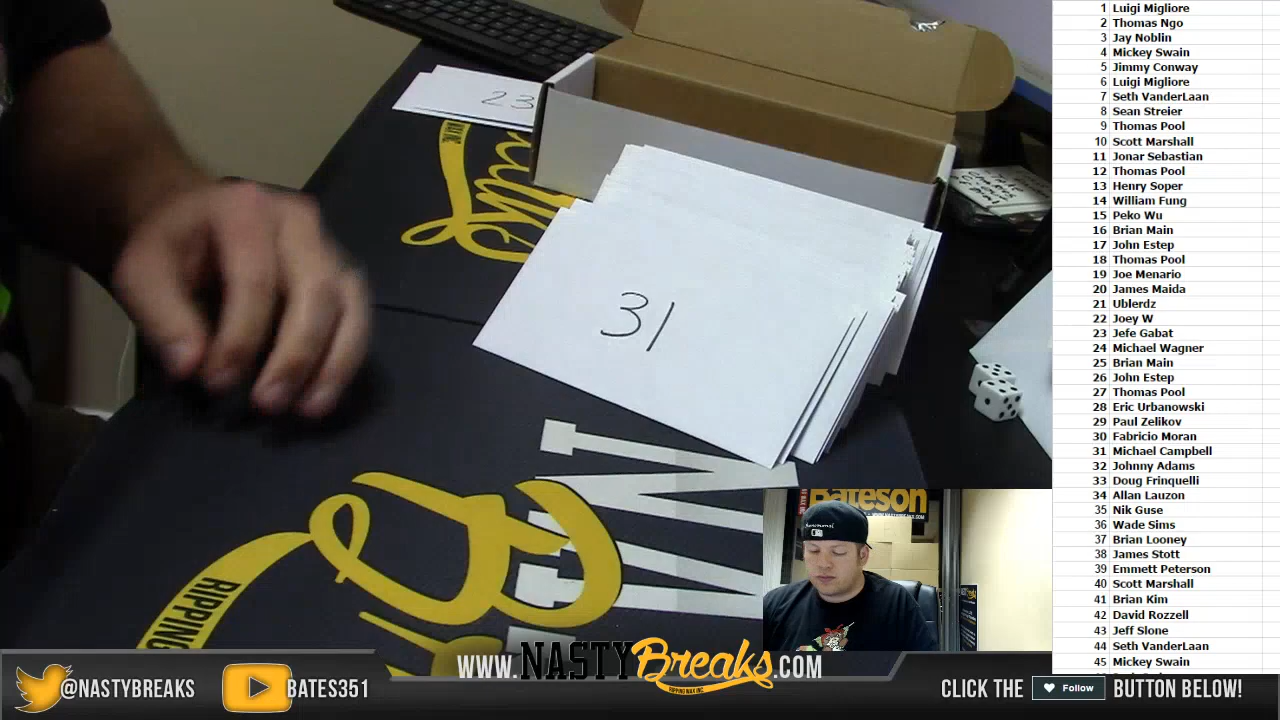 23
31
RIPPING
Bateson
WWW.NASTYBreaks.COM
RIPPING WAX INC.
@NASTYBREAKS
BATES351
CLICK THE Follow BUTTON BELOW!
1 Luigi Migliore
2 Thomas Ngo
3 Jay Noblin
4 Mickey Swain
5 Jimmy Conway
6 Luigi Migliore
7 Seth VanderLaan
8 Sean Streier
9 Thomas Pool
10 Scott Marshall
11 Jonar Sebastian
12 Thomas Pool
13 Henry Soper
14 William Fung
15 Peko Wu
16 Brian Main
17 John Estep
18 Thomas Pool
19 Joe Menario
20 James Maida
21 Ublerdz
22 Joey W
23 Jefe Gabat
24 Michael Wagner
25 Brian Main
26 John Estep
27 Thomas Pool
28 Eric Urbanowski
29 Paul Zelikov
30 Fabricio Moran
31 Michael Campbell
32 Johnny Adams
33 Doug Frinquelli
34 Allan Lauzon
35 Nik Guse
36 Wade Sims
37 Brian Looney
38 James Stott
39 Emmett Peterson
40 Scott Marshall
41 Brian Kim
42 David Rozzell
43 Jeff Slone
44 Seth VanderLaan
45 Mickey Swain